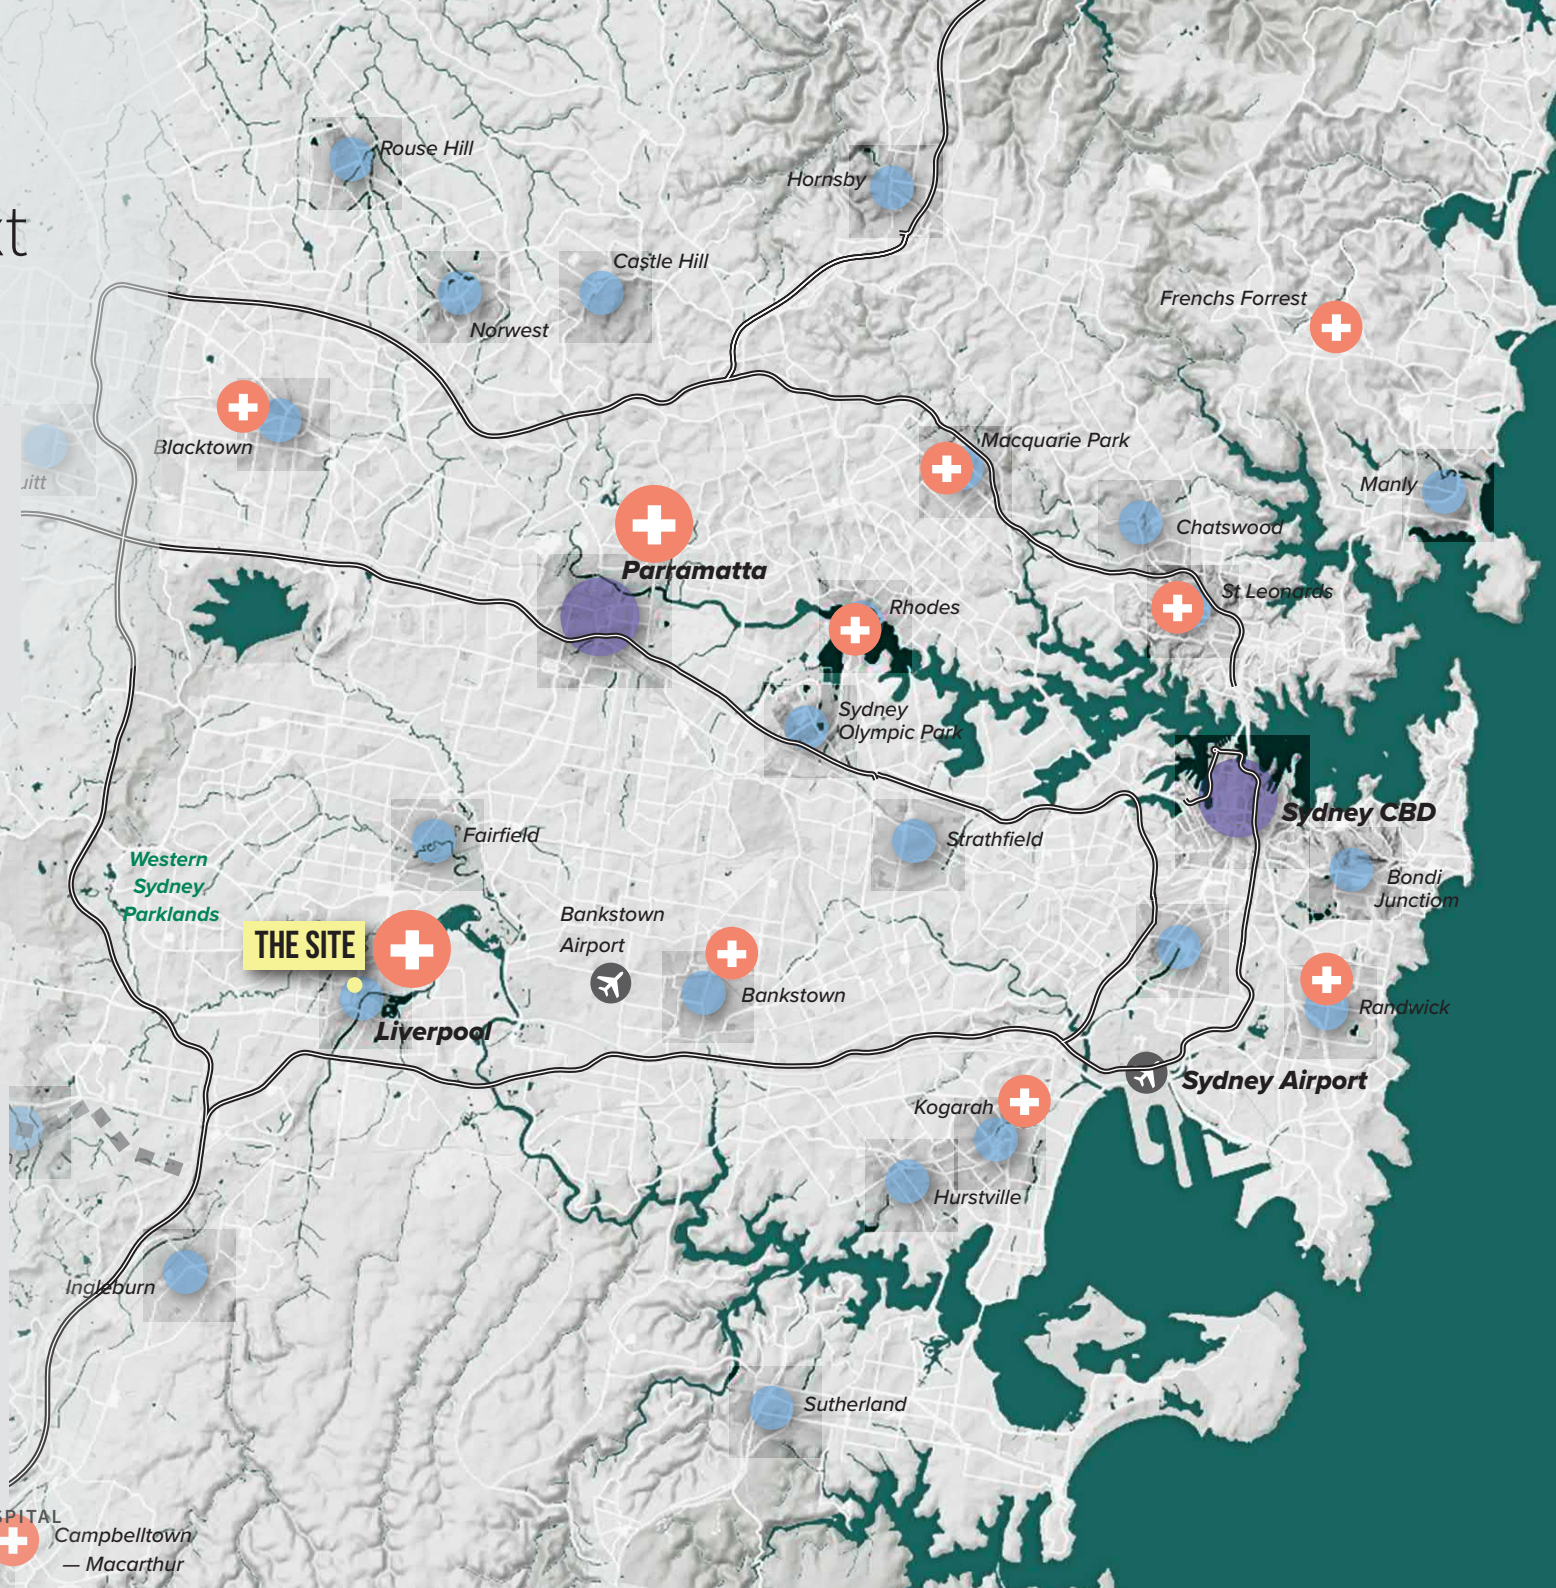 Rouse Hill
Hornsby
Castle Hill
Norwest
Frenchs Forrest
Blacktown
Macquarie Park
Manly
Chatswood
Parramatta
St Leonards
Rhodes
Sydney
Olympic Park
Sydney CBD
Fairfield
Strathfield
Western
Sydney
Parklands
Bondi
Junctiom
THE SITE
Bankstown
Airport
Bankstown
Randwick
Liverpool
Sydney Airport
Kogarah
Hurstville
Ingleburn
Sutherland
Campbelltown
— Macarthur